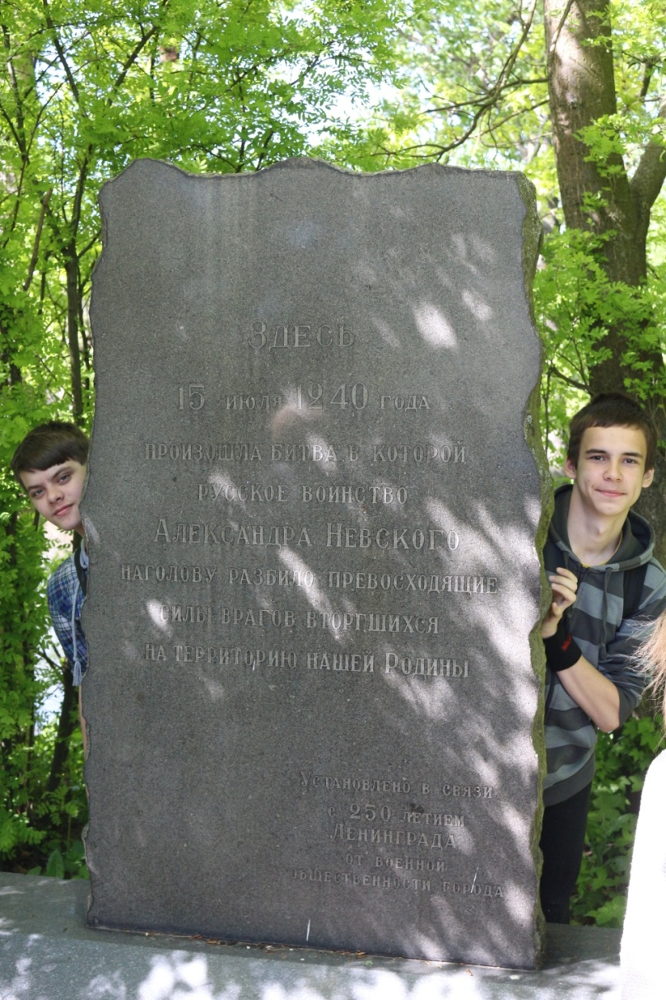 Здесь
15 июля 1240 года
произошла битва в которой
русское воинство
Александра Невского
наголову разбило превосходящие
силы врагов вторгшихся
на территорию нашей Родины
Установлено в связи
с 250 летием
Ленинграда
от военной
общественности города